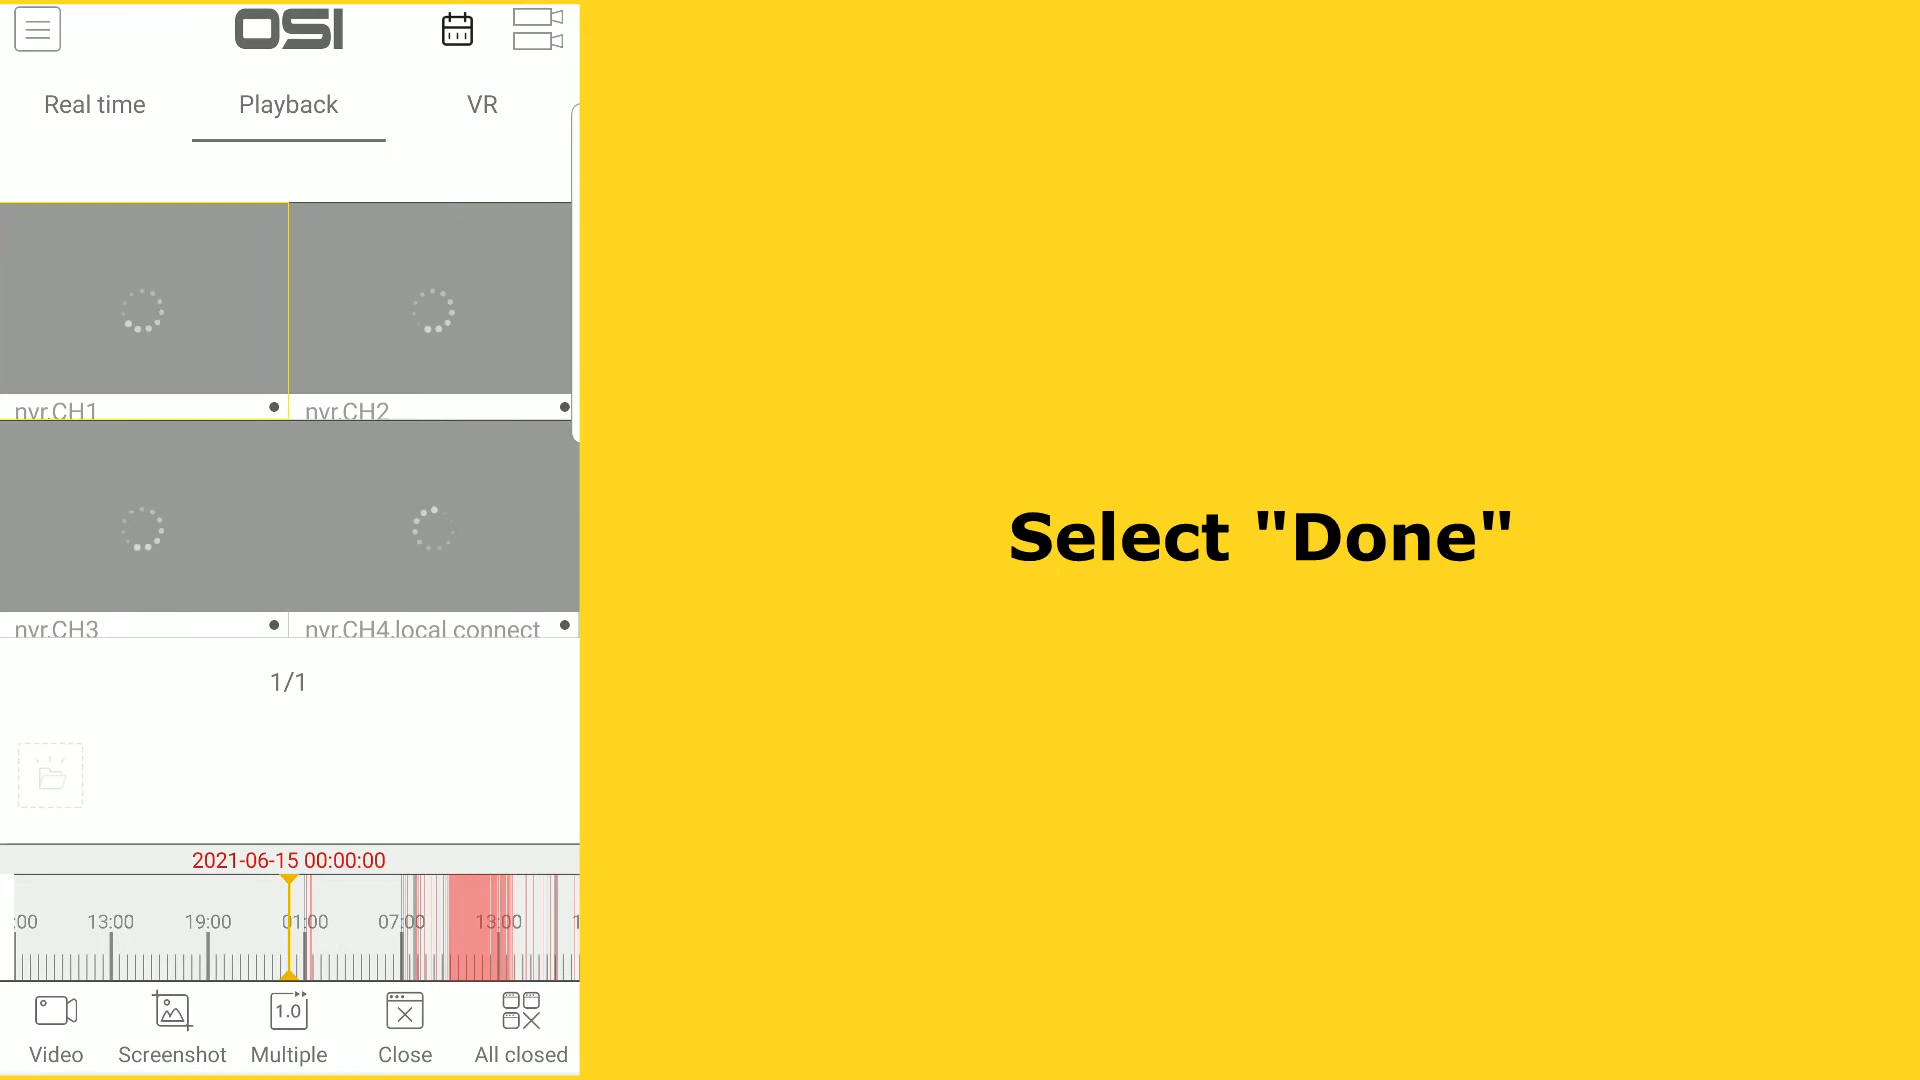 OSI
Real time Playback VR
nvr.CH1 nvr.CH2
nvr.CH3 nvr.CH4.local connect
1/1
2021-06-15 00:00:00
:00 13:00 19:00 01:00 07:00 13:00 1
1.0
Video Screenshot Multiple Close All closed
Select "Done"